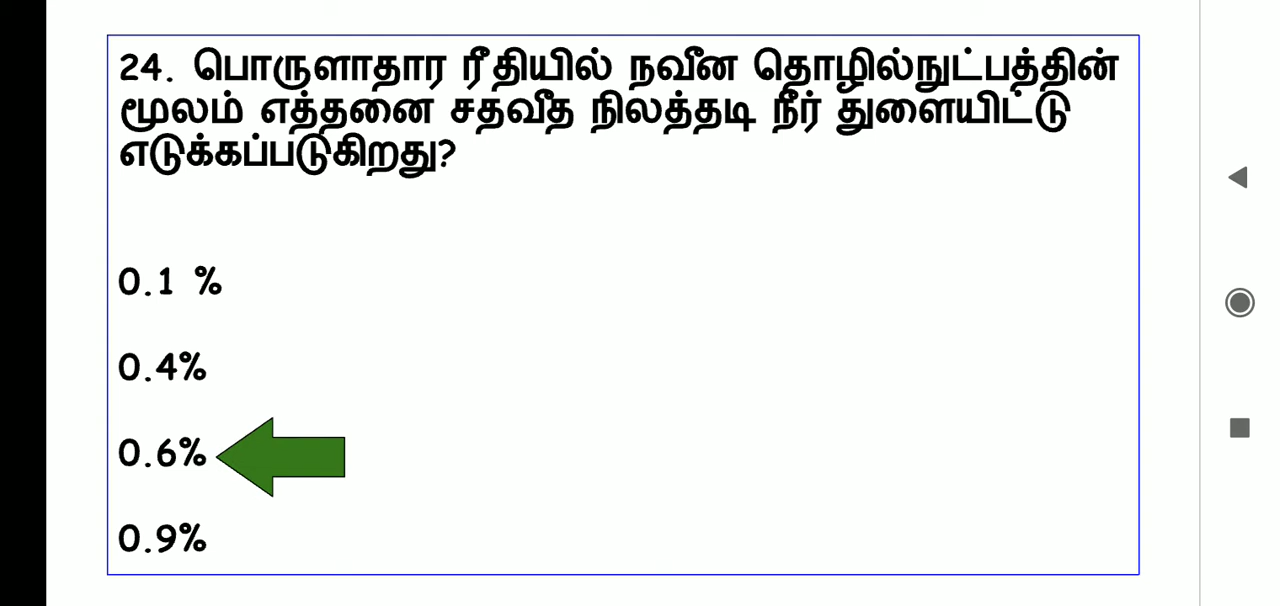 24. பொருளாதார ரீதியில் நவீன தொழில்நுட்பத்தின்
மூலம் எத்தனை சதவீத நிலத்தடி நீர் துளையிட்டு
எடுக்கப்படுகிறது?
0.1 %
0.4%
0.6%
0.9%